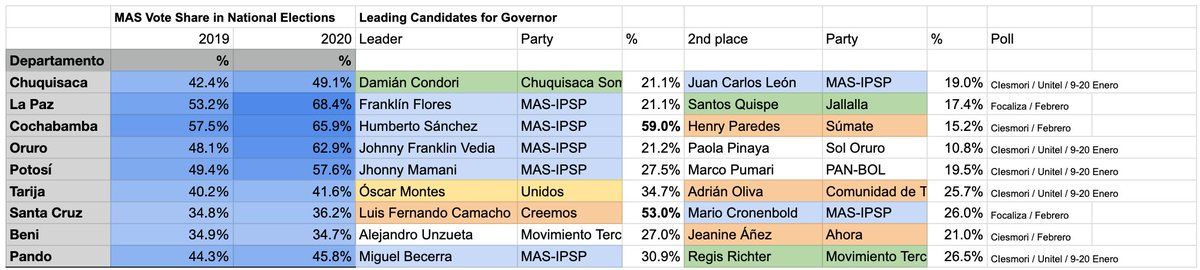 MAS Vote Share in National Elections Leading Candidates for Governor
2019 2020 Leader Party % 2nd place Party % Poll
Departamento % %
Chuquisaca 42.4% 49.1% Damián Condori Chuquisaca Som 21.1% Juan Carlos León MAS-IPSP 19.0% Ciesmori / Unitel / 9-20 Enero
La Paz 53.2% 68.4% Franklín Flores MAS-IPSP 21.1% Santos Quispe Jallalla 17.4% Focaliza / Febrero
Cochabamba 57.5% 65.9% Humberto Sánchez MAS-IPSP 59.0% Henry Paredes Súmate 15.2% Ciesmori / Febrero
Oruro 48.1% 62.9% Johnny Franklin Vedia MAS-IPSP 21.2% Paola Pinaya Sol Oruro 10.8% Ciesmori / Unitel / 9-20 Enero
Potosí 49.4% 57.6% Jhonny Mamani MAS-IPSP 27.5% Marco Pumari PAN-BOL 19.5% Ciesmori / Unitel / 9-20 Enero
Tarija 40.2% 41.6% Óscar Montes Unidos 34.7% Adrián Oliva Comunidad de T 25.7% Ciesmori / Unitel / 9-20 Enero
Santa Cruz 34.8% 36.2% Luis Fernando Camacho Creemos 53.0% Mario Cronenbold MAS-IPSP 26.0% Focaliza / Febrero
Beni 34.9% 34.7% Alejandro Unzueta Movimiento Terc 27.0% Jeanine Áñez Ahora 21.0% Ciesmori / Febrero
Pando 44.3% 45.8% Miguel Becerra MAS-IPSP 30.9% Regis Richter Movimiento Terc 26.5% Ciesmori / Unitel / 9-20 Enero